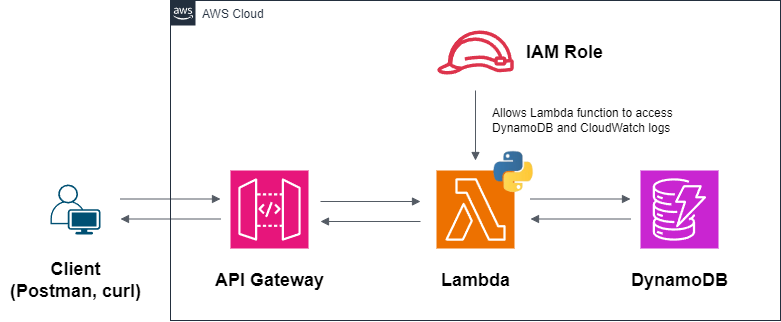 aws
AWS Cloud
IAM Role
Allows Lambda function to access
DynamoDB and CloudWatch logs
</>
Client
(Postman, curl)
API Gateway
Lambda
DynamoDB